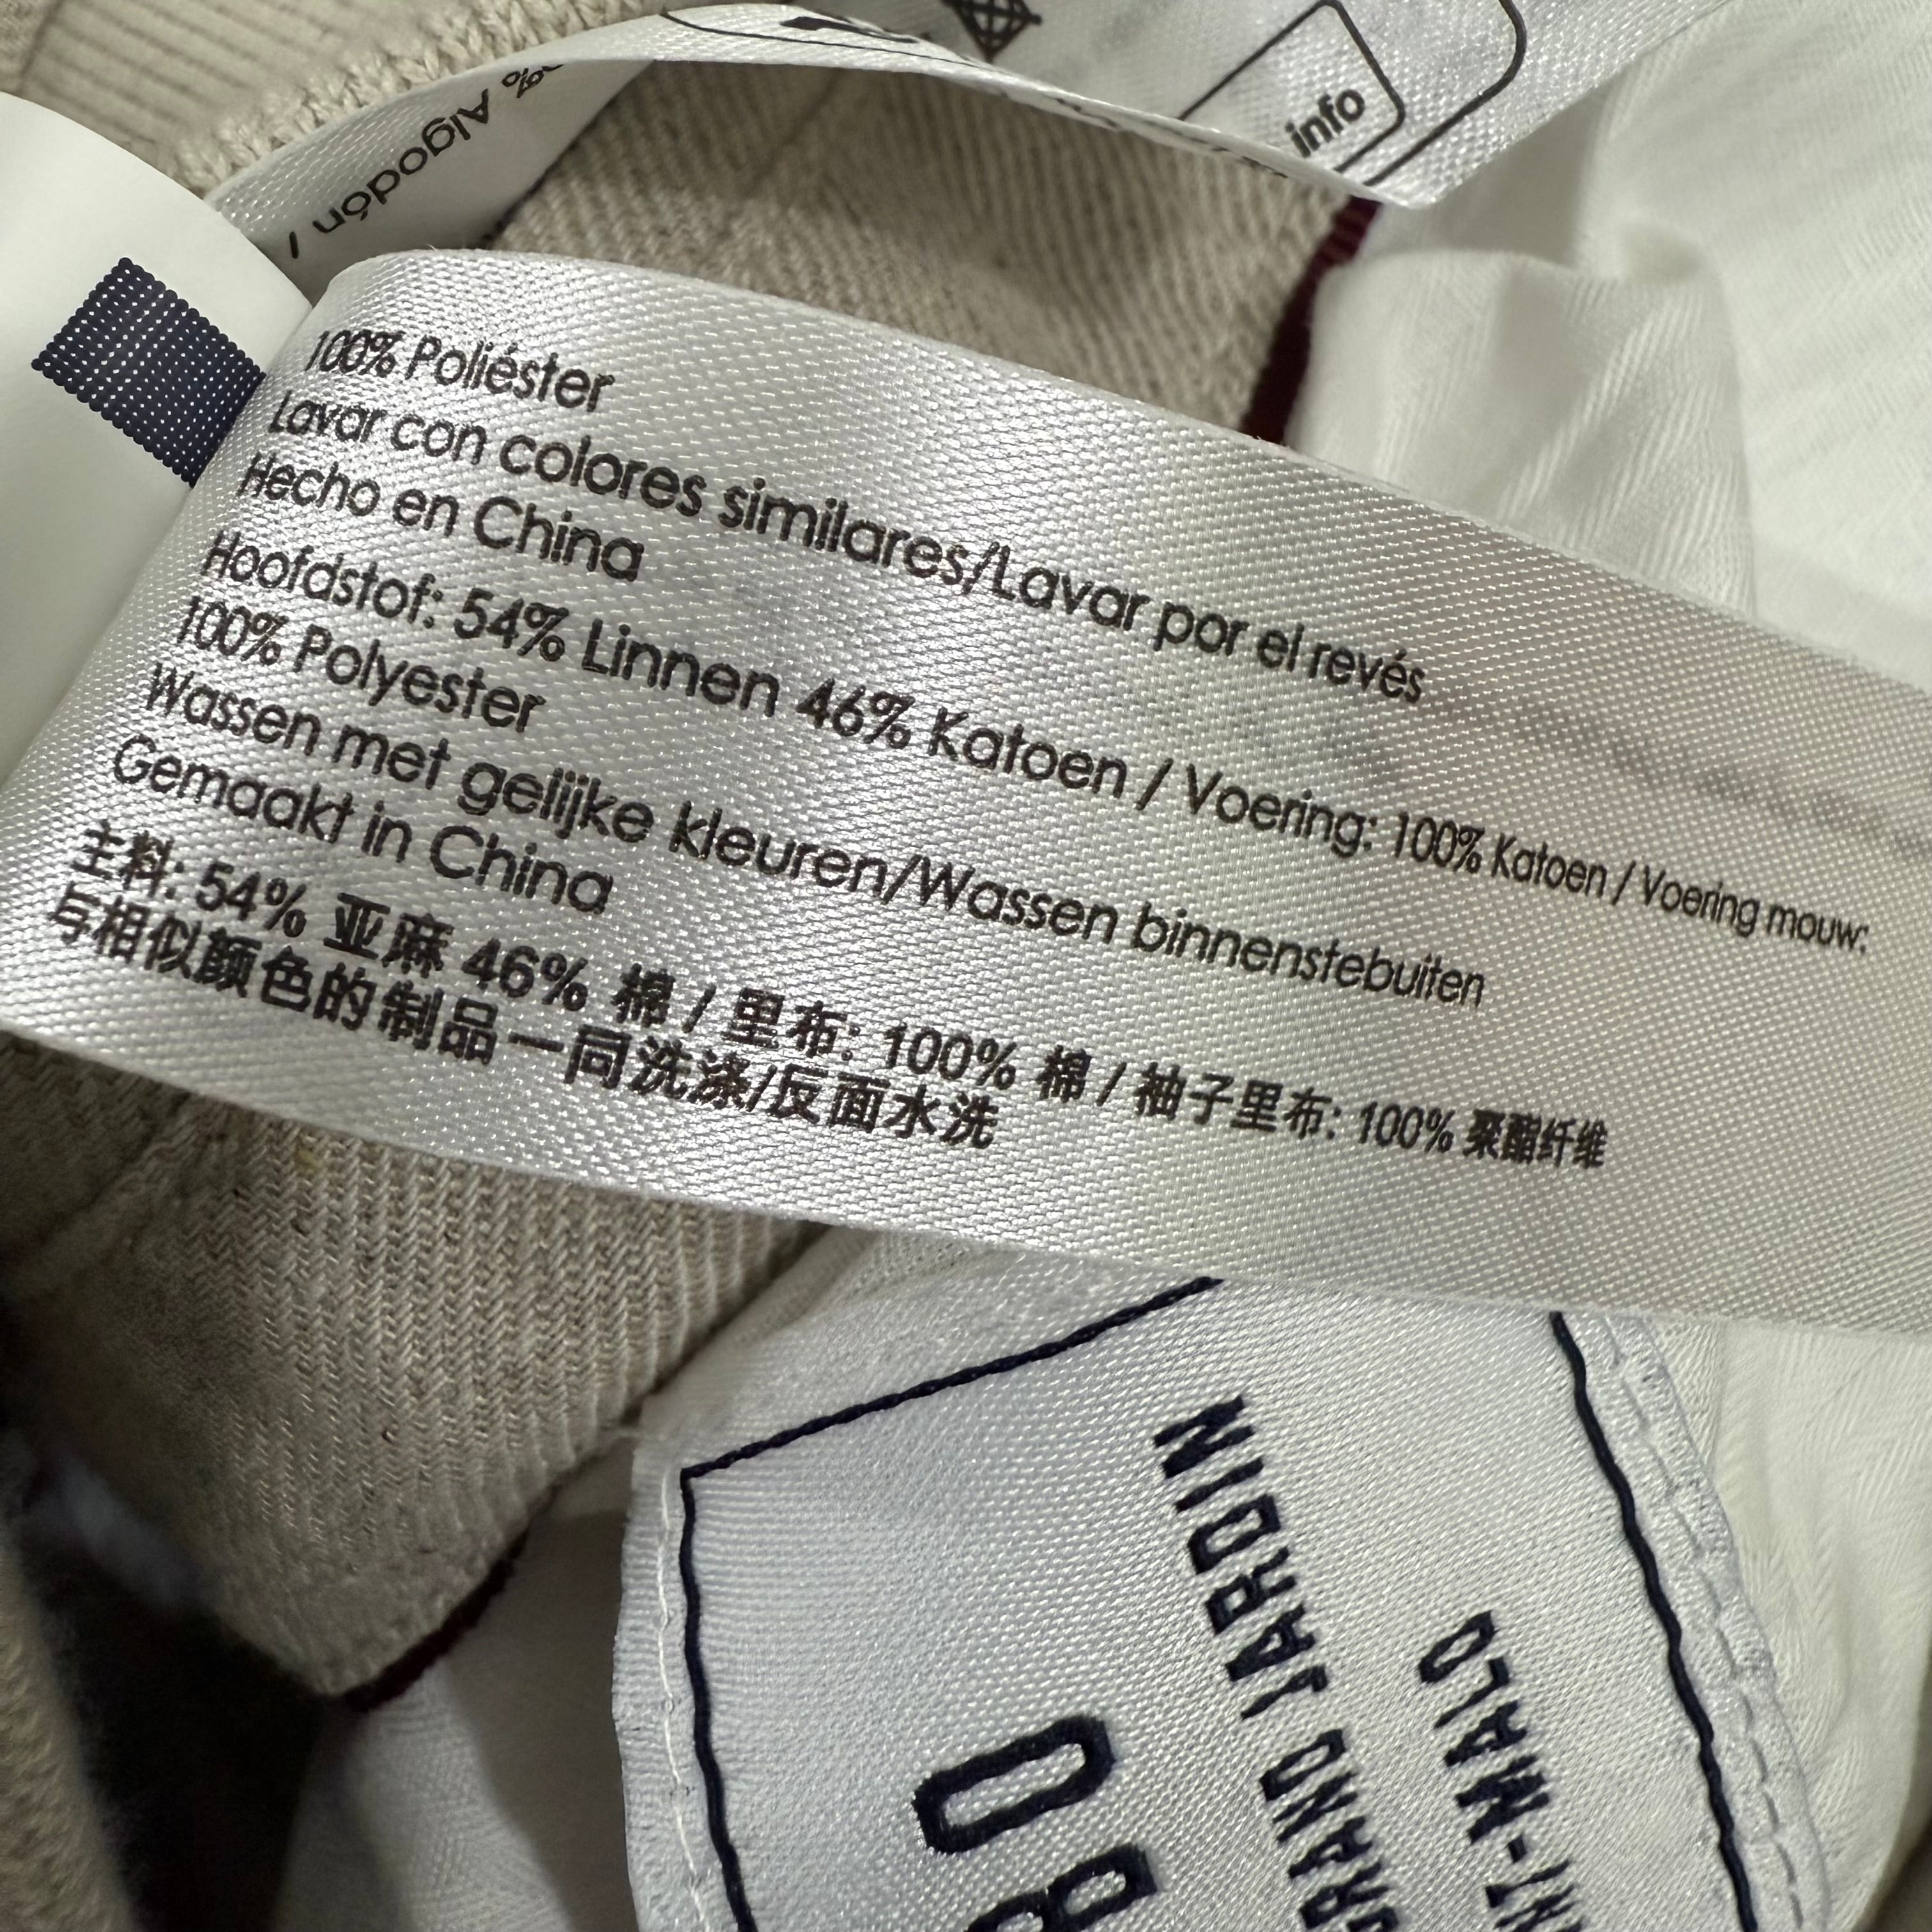 info
% Algodón /
100% Poliéster
Lavar con colores similares/Lavar por el revés
Hecho en China
Hoofdstof: 54% Linnen 46% Katoen / Voering: 100% Katoen / Voering mouw:
100% Polyester
Wassen met gelijke kleuren/Wassen binnenstebuiten
Gemaakt in China
主料: 54% 亚麻 46% 棉 / 里布: 100% 棉 / 袖子里布: 100% 聚酯纤维
与相似颜色的制品一同洗涤/反面水洗
GRAND JARDIN
NT-MALO